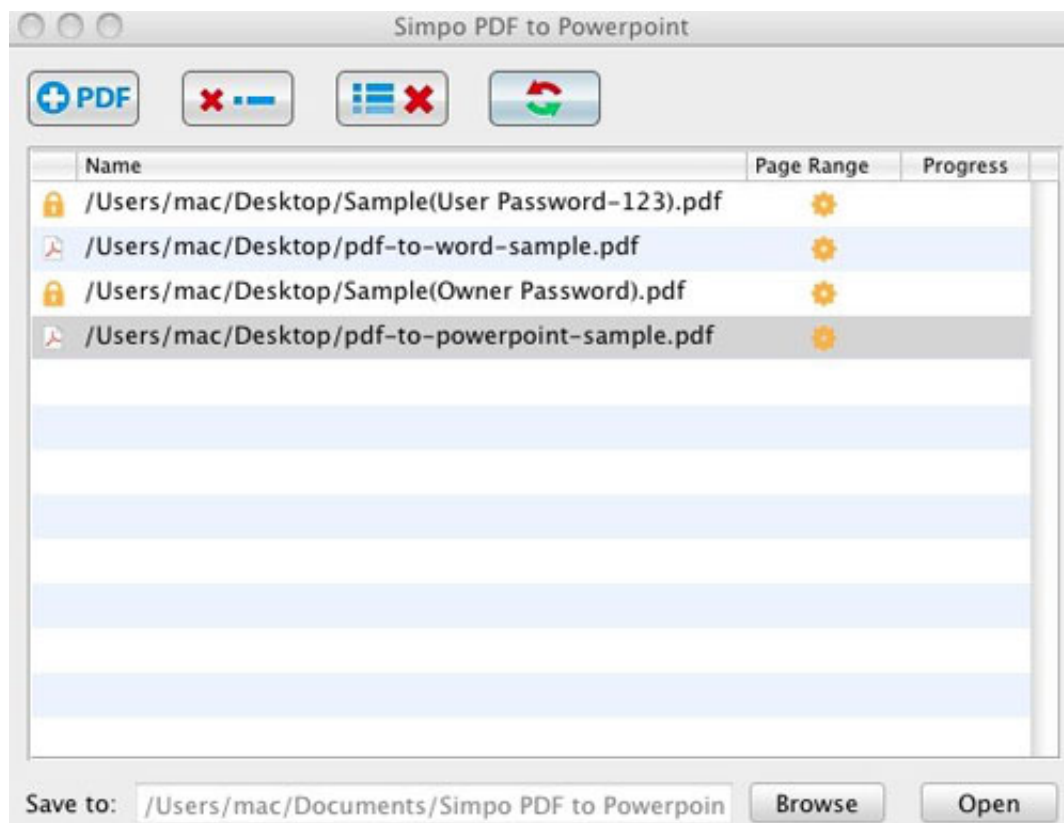 Simpo PDF to Powerpoint
PDF
Name Page Range Progress
/Users/mac/Desktop/Sample(User Password-123).pdf
/Users/mac/Desktop/pdf-to-word-sample.pdf
/Users/mac/Desktop/Sample(Owner Password).pdf
/Users/mac/Desktop/pdf-to-powerpoint-sample.pdf
Save to: /Users/mac/Documents/Simpo PDF to Powerpoin Browse Open